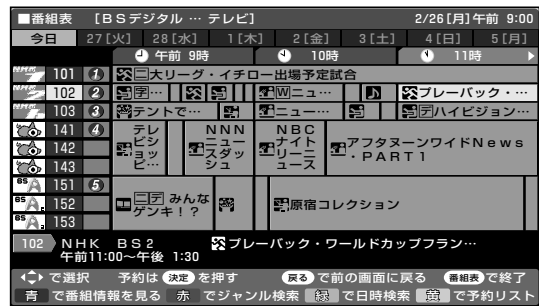 ■番組表 [BSデジタル … テレビ] 2/26[月]午前 9:00
今日 27[火] 28[水] 1[木] 2[金] 3[土] 4[日] 5[月]
午前 9時 10時 11時
101 1 二大リーグ・イチロー出場予定試合
102 2 字… Wニュ… プレーバック・…
103 3 テントで… ニュー… デハイビジョン…
141 4 テレビショッピ… NNNニュースダッシュ NBCナイトリーニュース アフタヌーンワイドNews・PART1
142
143
151 5 二デ みんなゲンキ!? 原宿コレクション
152
153
102 NHK BS2 プレーバック・ワールドカップフラン…
午前11:00~午後 1:30
で選択 予約は 決定 を押す 戻る で前の画面に戻る 番組表 で終了
青 で番組情報を見る 赤 でジャンル検索 緑 で日時検索 黄 で予約リスト